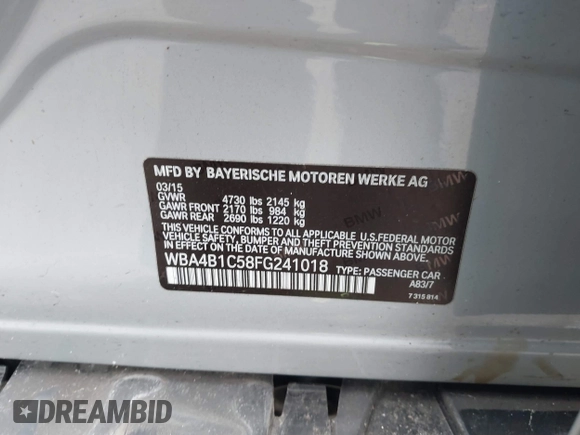 MFD BY BAYERISCHE MOTOREN WERKE AG
03/15
GVWR 4730 lbs 2145 kg
GAWR FRONT 2170 lbs 984 kg
GAWR REAR 2690 lbs 1220 kg
THIS VEHICLE CONFORMS TO ALL APPLICABLE U.S.FEDERAL MOTOR
VEHICLE SAFETY, BUMPER, AND THEFT PREVENTION STANDARDS
IN EFFECT ON THE DATE OF MANUFACTURE SHOWN ABOVE.
WBA4B1C58FG241018 TYPE: PASSENGER CAR
A83/7
7 315 814
BMW
BMW
BMW
DREAMBID